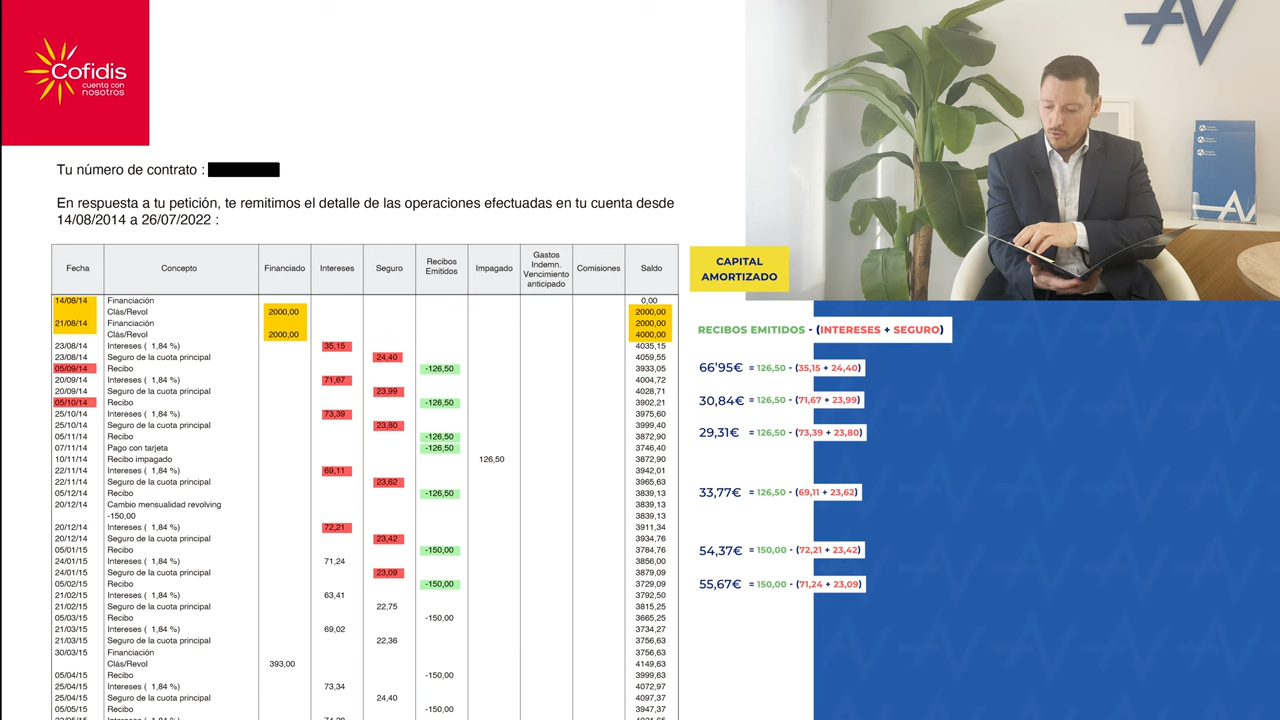 Cofidis
cuenta con
nosotros
Tu número de contrato :
En respuesta a tu petición, te remitimos el detalle de las operaciones efectuadas en tu cuenta desde
14/08/2014 a 26/07/2022 :
Fecha Concepto Financiado Intereses Seguro Recibos Emitidos Impagado Gastos Indemn. Vencimiento anticipado Comisiones Saldo
14/08/14 Financiación 0,00
Clás/Revol 2000,00 2000,00
21/08/14 Financiación 2000,00
Clás/Revol 2000,00 4000,00
23/08/14 Intereses ( 1,84 %) 35,15 4035,15
23/08/14 Seguro de la cuota principal 24,40 4059,55
05/09/14 Recibo -126,50 3933,05
20/09/14 Intereses ( 1,84 %) 71,67 4004,72
20/09/14 Seguro de la cuota principal 23,99 4028,71
05/10/14 Recibo -126,50 3902,21
25/10/14 Intereses ( 1,84 %) 73,39 3975,60
25/10/14 Seguro de la cuota principal 23,80 3999,40
05/11/14 Recibo -126,50 3872,90
07/11/14 Pago con tarjeta -126,50 3746,40
10/11/14 Recibo impagado 126,50 3872,90
22/11/14 Intereses ( 1,84 %) 69,11 3942,01
22/11/14 Seguro de la cuota principal 23,62 3965,63
05/12/14 Recibo -126,50 3839,13
20/12/14 Cambio mensualidad revolving 3839,13
-150,00 3839,13
20/12/14 Intereses ( 1,84 %) 72,21 3911,34
20/12/14 Seguro de la cuota principal 23,42 3934,76
05/01/15 Recibo -150,00 3784,76
24/01/15 Intereses ( 1,84 %) 71,24 3856,00
24/01/15 Seguro de la cuota principal 23,09 3879,09
05/02/15 Recibo -150,00 3729,09
21/02/15 Intereses ( 1,84 %) 63,41 3792,50
21/02/15 Seguro de la cuota principal 22,75 3815,25
05/03/15 Recibo -150,00 3665,25
21/03/15 Intereses ( 1,84 %) 69,02 3734,27
21/03/15 Seguro de la cuota principal 22,36 3756,63
30/03/15 Financiación 3756,63
Clás/Revol 393,00 4149,63
05/04/15 Recibo -150,00 3999,63
25/04/15 Intereses ( 1,84 %) 73,34 4072,97
25/04/15 Seguro de la cuota principal 24,40 4097,37
05/05/15 Recibo -150,00 3947,37
CAPITAL
AMORTIZADO
RECIBOS EMITIDOS - (INTERESES + SEGURO)
66'95€ = 126,50 - (35,15 + 24,40)
30,84€ = 126,50 - (71,67 + 23,99)
29,31€ = 126,50 - (73,39 + 23,80)
33,77€ = 126,50 - (69,11 + 23,62)
54,37€ = 150,00 - (72,21 + 23,42)
55,67€ = 150,00 - (71,24 + 23,09)